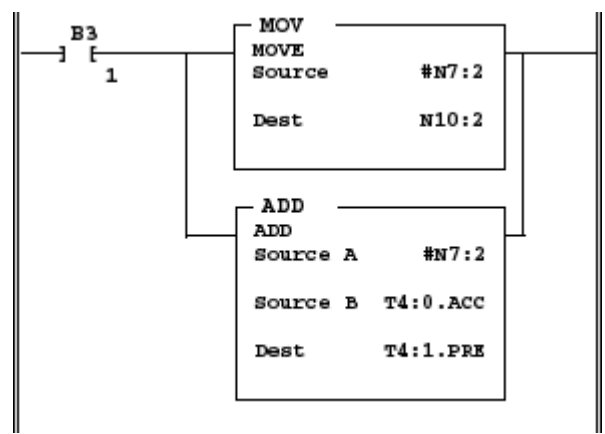 B3
1
MOV
MOVE
Source #N7:2
Dest N10:2
ADD
ADD
Source A #N7:2
Source B T4:0.ACC
Dest T4:1.PRE